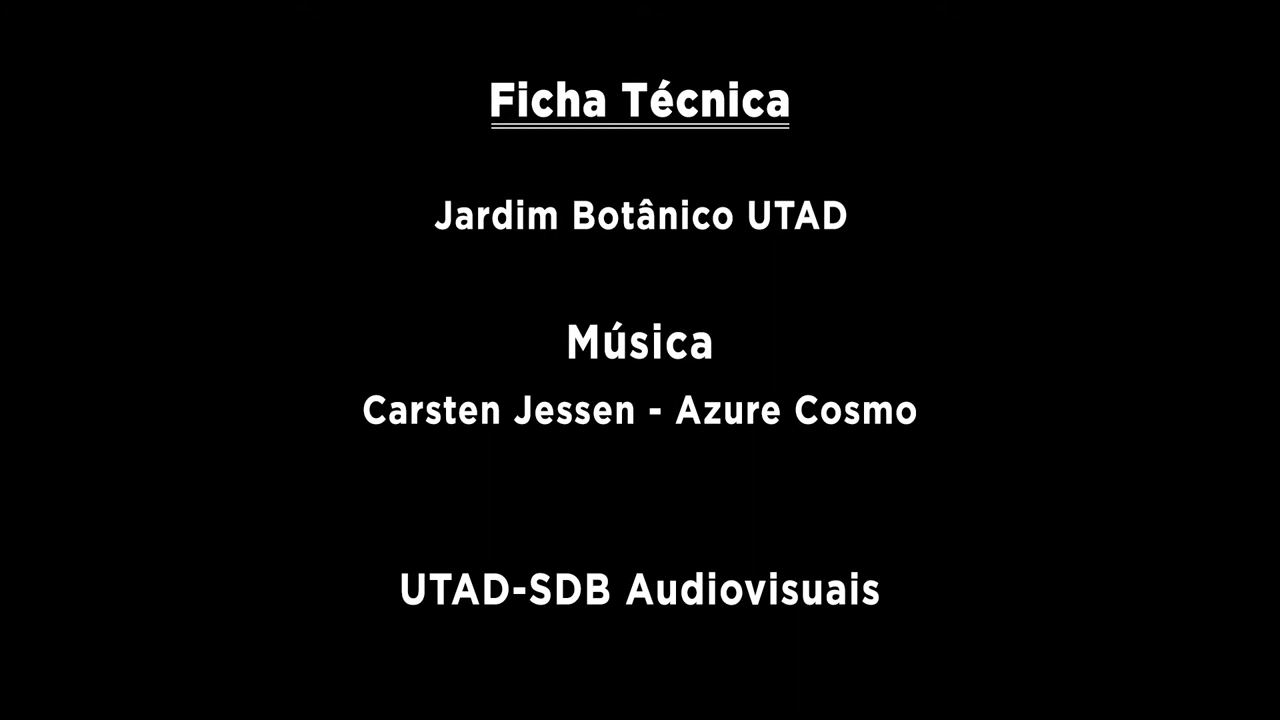 Ficha Técnica
Jardim Botânico UTAD
Música
Carsten Jessen - Azure Cosmo
UTAD-SDB Audiovisuais